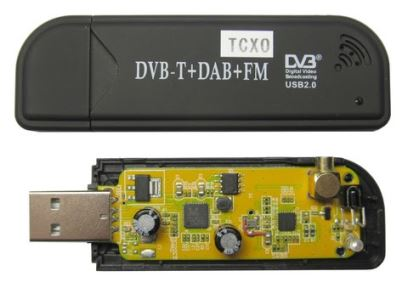 TCXO
DVB-T+DAB+FM
DVB®
Digital Video
Broadcasting
USB2.0